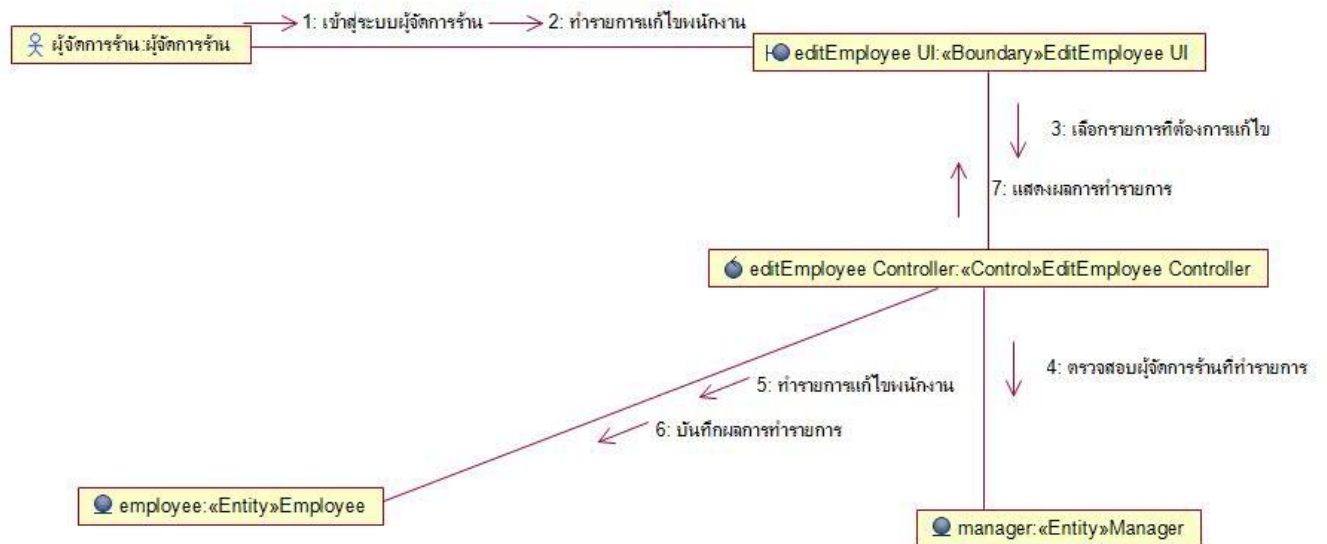 1: เข้าสู่ระบบผู้จัดการร้าน
2: ทำรายการแก้ไขพนักงาน
ผู้จัดการร้าน:ผู้จัดการร้าน
editEmployee UI:«Boundary»EditEmployee UI
3: เลือกรายการที่ต้องการแก้ไข
7: แสดงผลการทำรายการ
editEmployee Controller:«Control»EditEmployee Controller
4: ตรวจสอบผู้จัดการร้านที่ทำรายการ
5: ทำรายการแก้ไขพนักงาน
6: บันทึกผลการทำรายการ
employee:«Entity»Employee
manager:«Entity»Manager